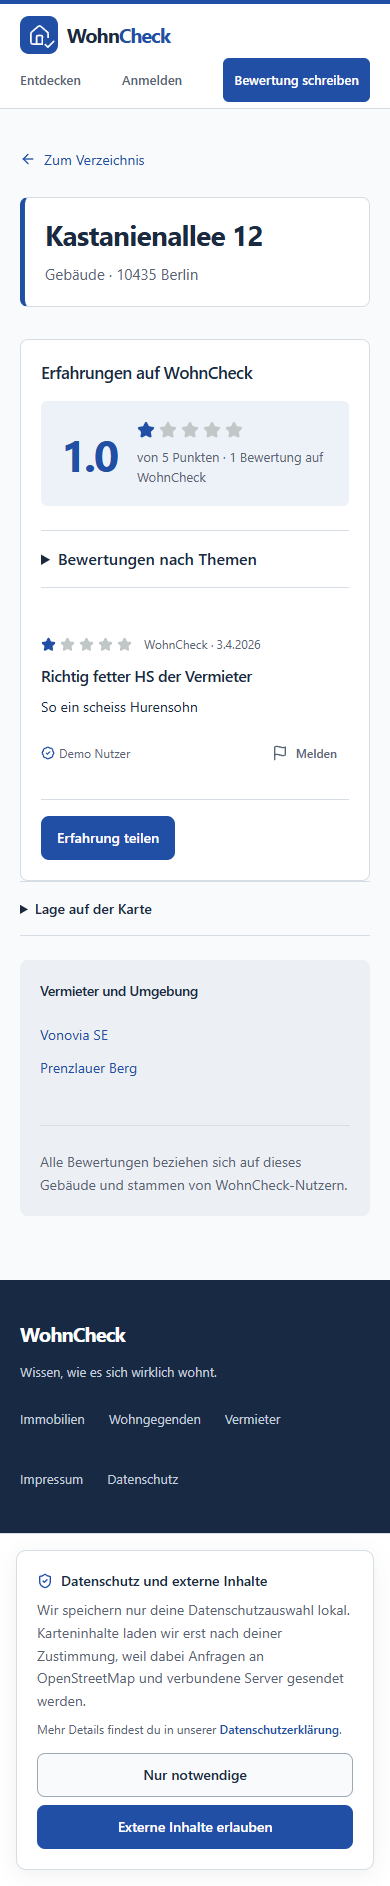 WohnCheck
Entdecken
Anmelden
Bewertung schreiben
Zum Verzeichnis
Kastanienallee 12
Gebäude · 10435 Berlin
Erfahrungen auf WohnCheck
1.0
von 5 Punkten · 1 Bewertung auf
WohnCheck
Bewertungen nach Themen
WohnCheck · 3.4.2026
Richtig fetter HS der Vermieter
So ein scheiss Hurensohn
Demo Nutzer
Melden
Erfahrung teilen
Lage auf der Karte
Vermieter und Umgebung
Vonovia SE
Prenzlauer Berg
Alle Bewertungen beziehen sich auf dieses
Gebäude und stammen von WohnCheck-Nutzern.
WohnCheck
Wissen, wie es sich wirklich wohnt.
Immobilien
Wohngegenden
Vermieter
Impressum
Datenschutz
Datenschutz und externe Inhalte
Wir speichern nur deine Datenschutzauswahl lokal.
Karteninhalte laden wir erst nach deiner
Zustimmung, weil dabei Anfragen an
OpenStreetMap und verbundene Server gesendet
werden.
Mehr Details findest du in unserer Datenschutzerklärung.
Nur notwendige
Externe Inhalte erlauben